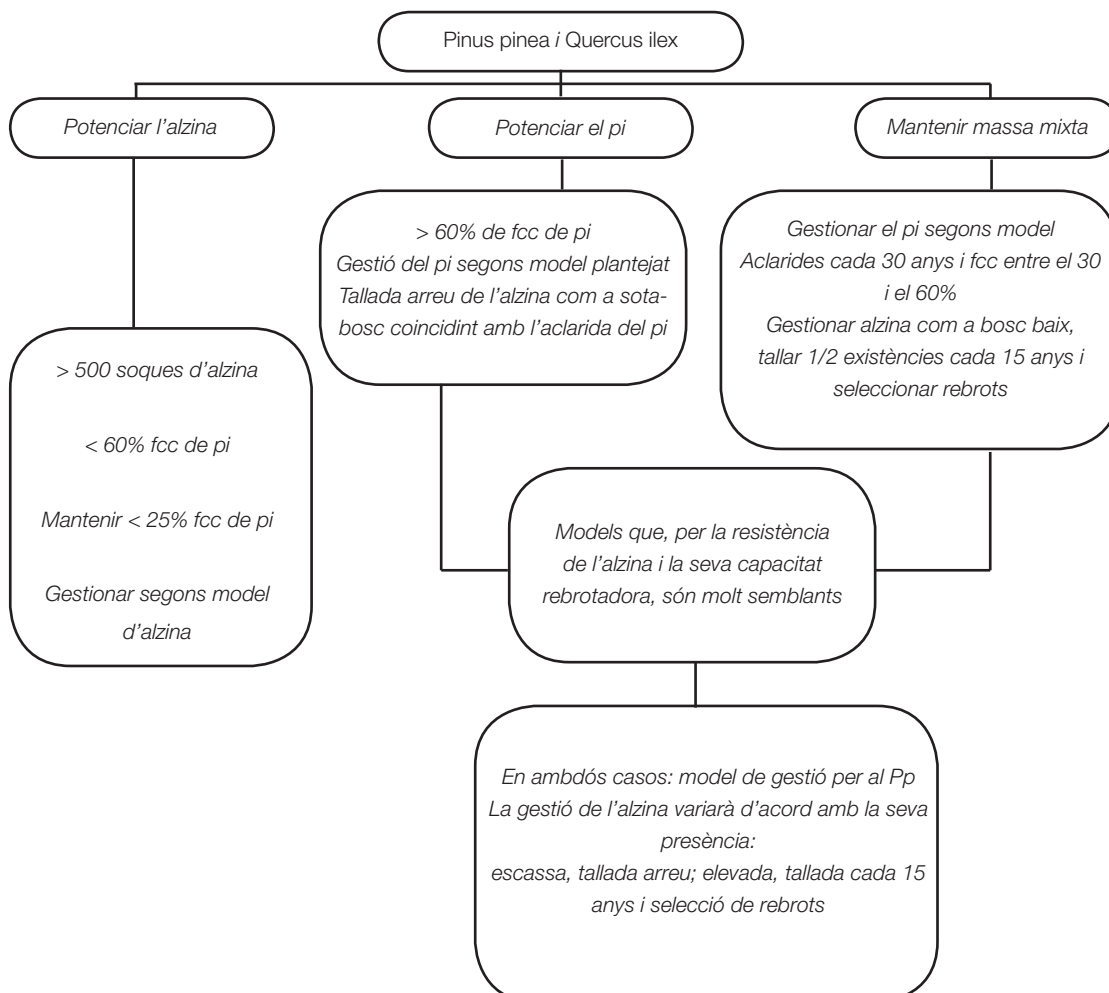 Pinus pinea i Quercus ilex
Potenciar l'alzina
Potenciar el pi
Mantenir massa mixta
> 500 soques d'alzina
< 60% fcc de pi
Mantenir < 25% fcc de pi
Gestionar segons model
d'alzina
> 60% de fcc de pi
Gestió del pi segons model plantejat
Tallada arreu de l'alzina com a sota-
bosc coincidint amb l'aclarida del pi
Gestionar el pi segons model
Aclarides cada 30 anys i fcc entre el 30
i el 60%
Gestionar alzina com a bosc baix,
tallar 1/2 existències cada 15 anys i
seleccionar rebrots
Models que, per la resistència
de l'alzina i la seva capacitat
rebrotadora, són molt semblants
En ambdós casos: model de gestió per al Pp
La gestió de l'alzina variarà d'acord amb la seva
presència:
escassa, tallada arreu; elevada, tallada cada 15
anys i selecció de rebrots